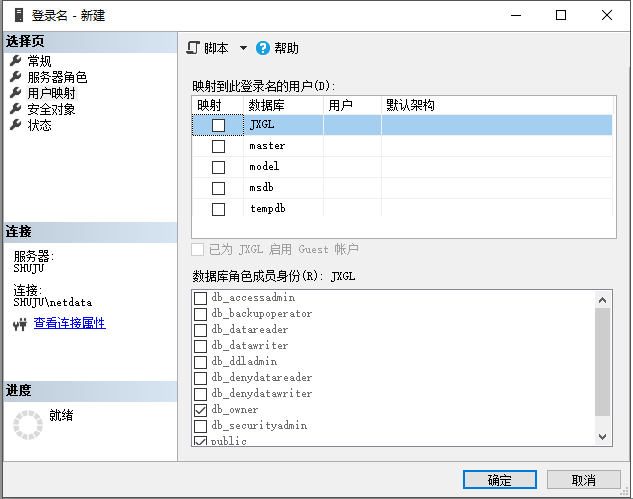 登录名 - 新建
选择页
常规
服务器角色
用户映射
安全对象
状态
连接
服务器:
SHUJU
连接:
SHUJU\netdata
查看连接属性
进度
就绪
脚本 帮助
映射到此登录名的用户(D):
映射 数据库 用户 默认架构
JXGL
master
model
msdb
tempdb
已为 JXGL 启用 Guest 帐户
数据库角色成员身份(R): JXGL
db_accessadmin
db_backupoperator
db_datareader
db_datawriter
db_ddladmin
db_denydatareader
db_denydatawriter
db_owner
db_securityadmin
public
确定 取消